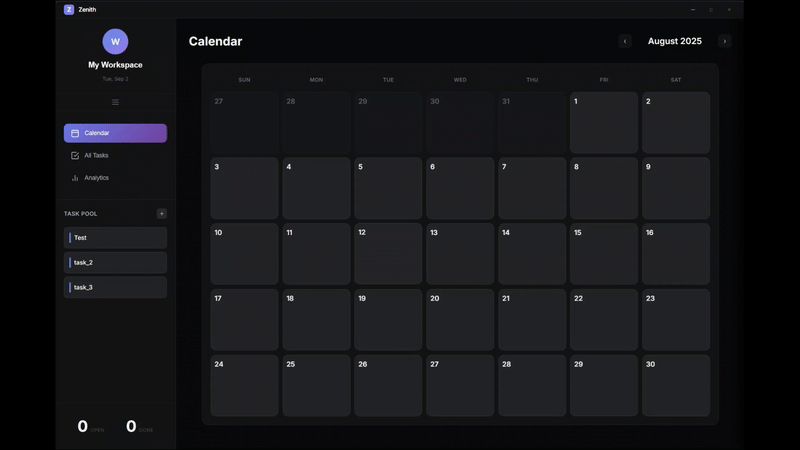 Z Zenith
W
My Workspace
Tue, Sep 2
Calendar
All Tasks
Analytics
TASK POOL +
Test
task_2
task_3
0 OPEN 0 DONE
Calendar
‹ August 2025 ›
SUN MON TUE WED THU FRI SAT
27 28 29 30 31 1 2
3 4 5 6 7 8 9
10 11 12 13 14 15 16
17 18 19 20 21 22 23
24 25 26 27 28 29 30